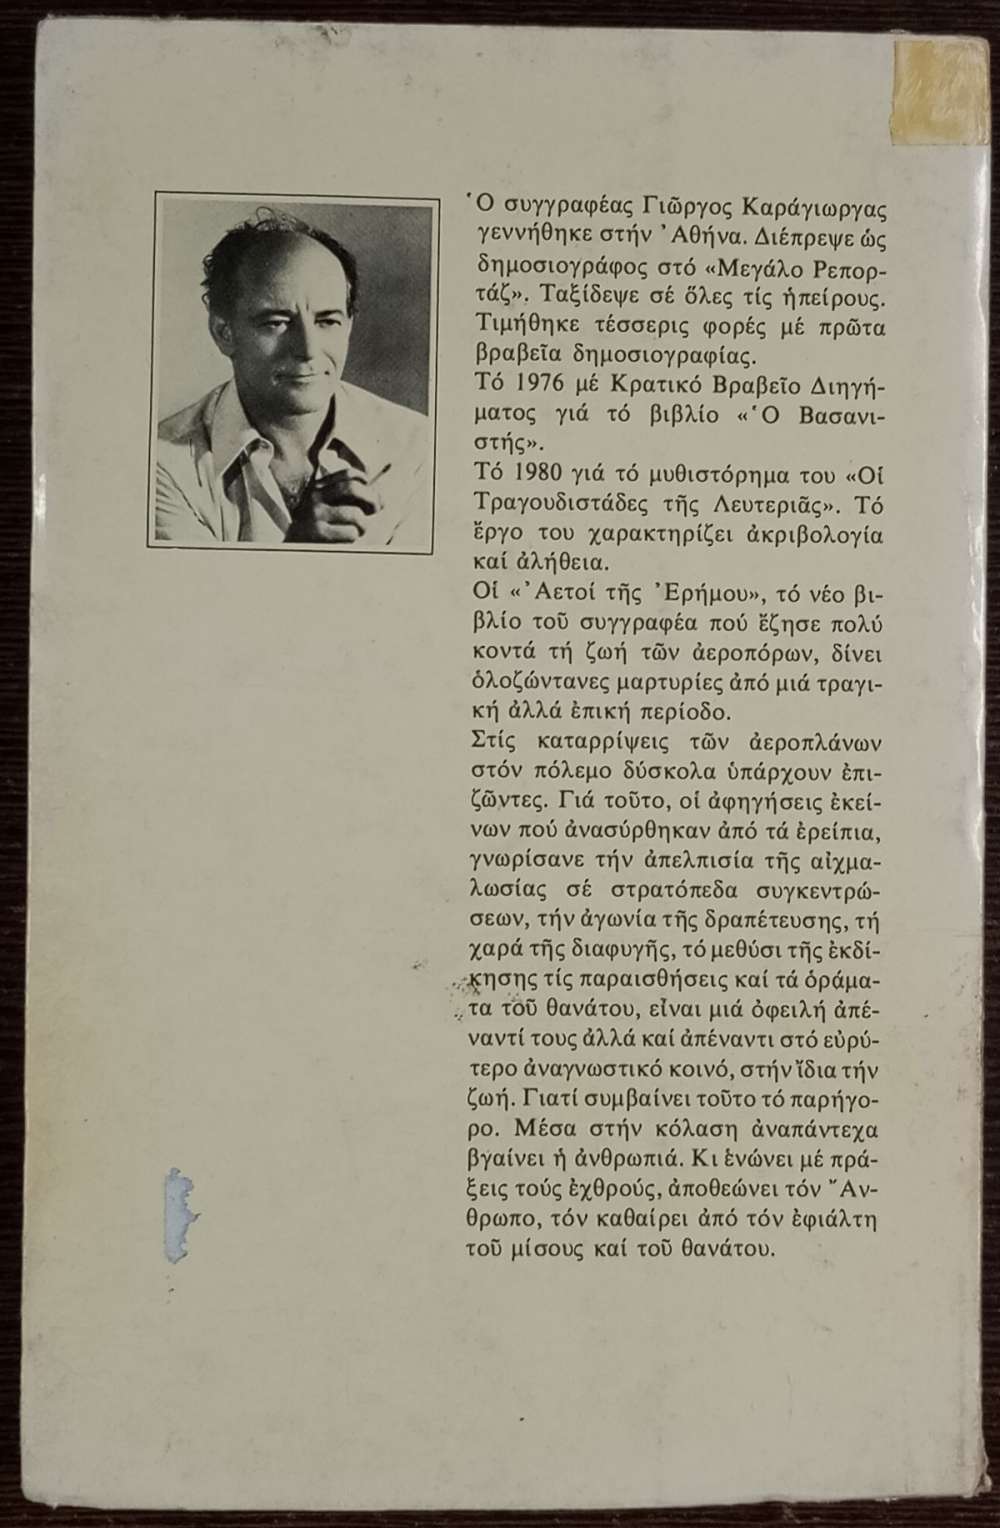 Ὁ συγγραφέας Γιῶργος Καράγιωργας
γεννήθηκε στήν Ἀθήνα. Διέπρεψε ὡς
δημοσιογράφος στό «Μεγάλο Ρεπορ-
τάζ». Ταξίδεψε σέ ὅλες τίς ἠπείρους.
Τιμήθηκε τέσσερις φορές μέ πρῶτα
βραβεῖα δημοσιογραφίας.
Τό 1976 μέ Κρατικό Βραβεῖο Διηγή-
ματος γιά τό βιβλίο «Ὁ Βασανι-
στής».
Τό 1980 γιά τό μυθιστόρημα του «Οἱ
Τραγουδιστάδες τῆς Λευτεριᾶς». Τό
ἔργο του χαρακτηρίζει ἀκριβολογία
καί ἀλήθεια.
Οἱ «Ἀετοί τῆς Ἐρήμου», τό νέο βι-
βλίο τοῦ συγγραφέα πού ἔζησε πολύ
κοντά τή ζωή τῶν ἀεροπόρων, δίνει
ὁλοζώντανες μαρτυρίες ἀπό μιά τραγι-
κή ἀλλά ἐπική περίοδο.
Στίς καταρρίψεις τῶν ἀεροπλάνων
στόν πόλεμο δύσκολα ὑπάρχουν ἐπι-
ζῶντες. Γιά τοῦτο, οἱ ἀφηγήσεις ἐκεί-
νων πού ἀνασύρθηκαν ἀπό τά ἐρείπια,
γνωρίσανε τήν ἀπελπισία τῆς αἰχμα-
λωσίας σέ στρατόπεδα συγκεντρώ-
σεων, τήν ἀγωνία τῆς δραπέτευσης, τή
χαρά τῆς διαφυγῆς, τό μεθύσι τῆς ἐκδί-
κησης τίς παραισθήσεις καί τά ὁράμα-
τα τοῦ θανάτου, εἶναι μιά ὀφειλή ἀπέ-
ναντί τους ἀλλά καί ἀπέναντι στό εὐρύ-
τερο ἀναγνωστικό κοινό, στήν ἴδια τήν
ζωή. Γιατί συμβαίνει τοῦτο τό παρήγο-
ρο. Μέσα στήν κόλαση ἀναπάντεχα
βγαίνει ἡ ἀνθρωπιά. Κι ἑνώνει μέ πρά-
ξεις τούς ἐχθρούς, ἀποθεώνει τόν Ἄν-
θρωπο, τόν καθαίρει ἀπό τόν ἐφιάλτη
τοῦ μίσους καί τοῦ θανάτου.